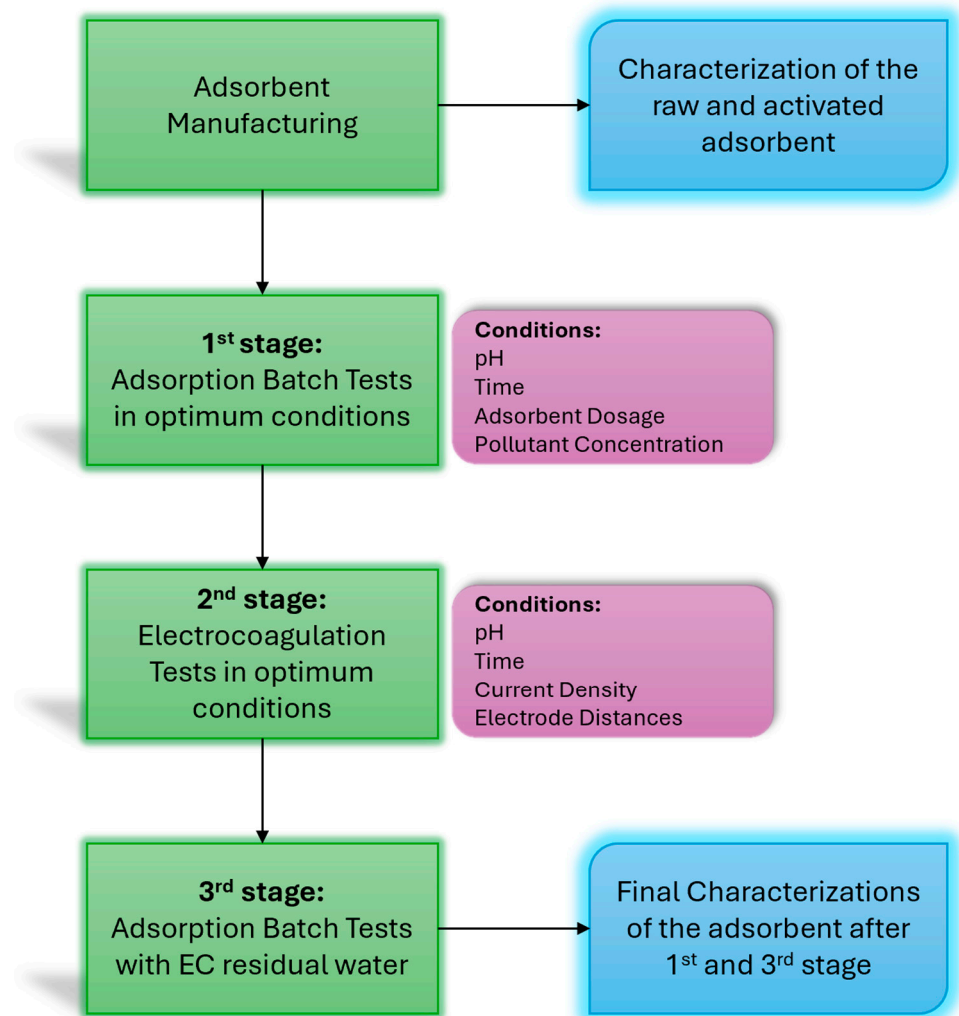 Adsorbent
Manufacturing
Characterization of the
raw and activated
adsorbent
1st stage:
Adsorption Batch Tests
in optimum conditions
Conditions:
pH
Time
Adsorbent Dosage
Pollutant Concentration
2nd stage:
Electrocoagulation
Tests in optimum
conditions
Conditions:
pH
Time
Current Density
Electrode Distances
3rd stage:
Adsorption Batch Tests
with EC residual water
Final Characterizations
of the adsorbent after
1st and 3rd stage